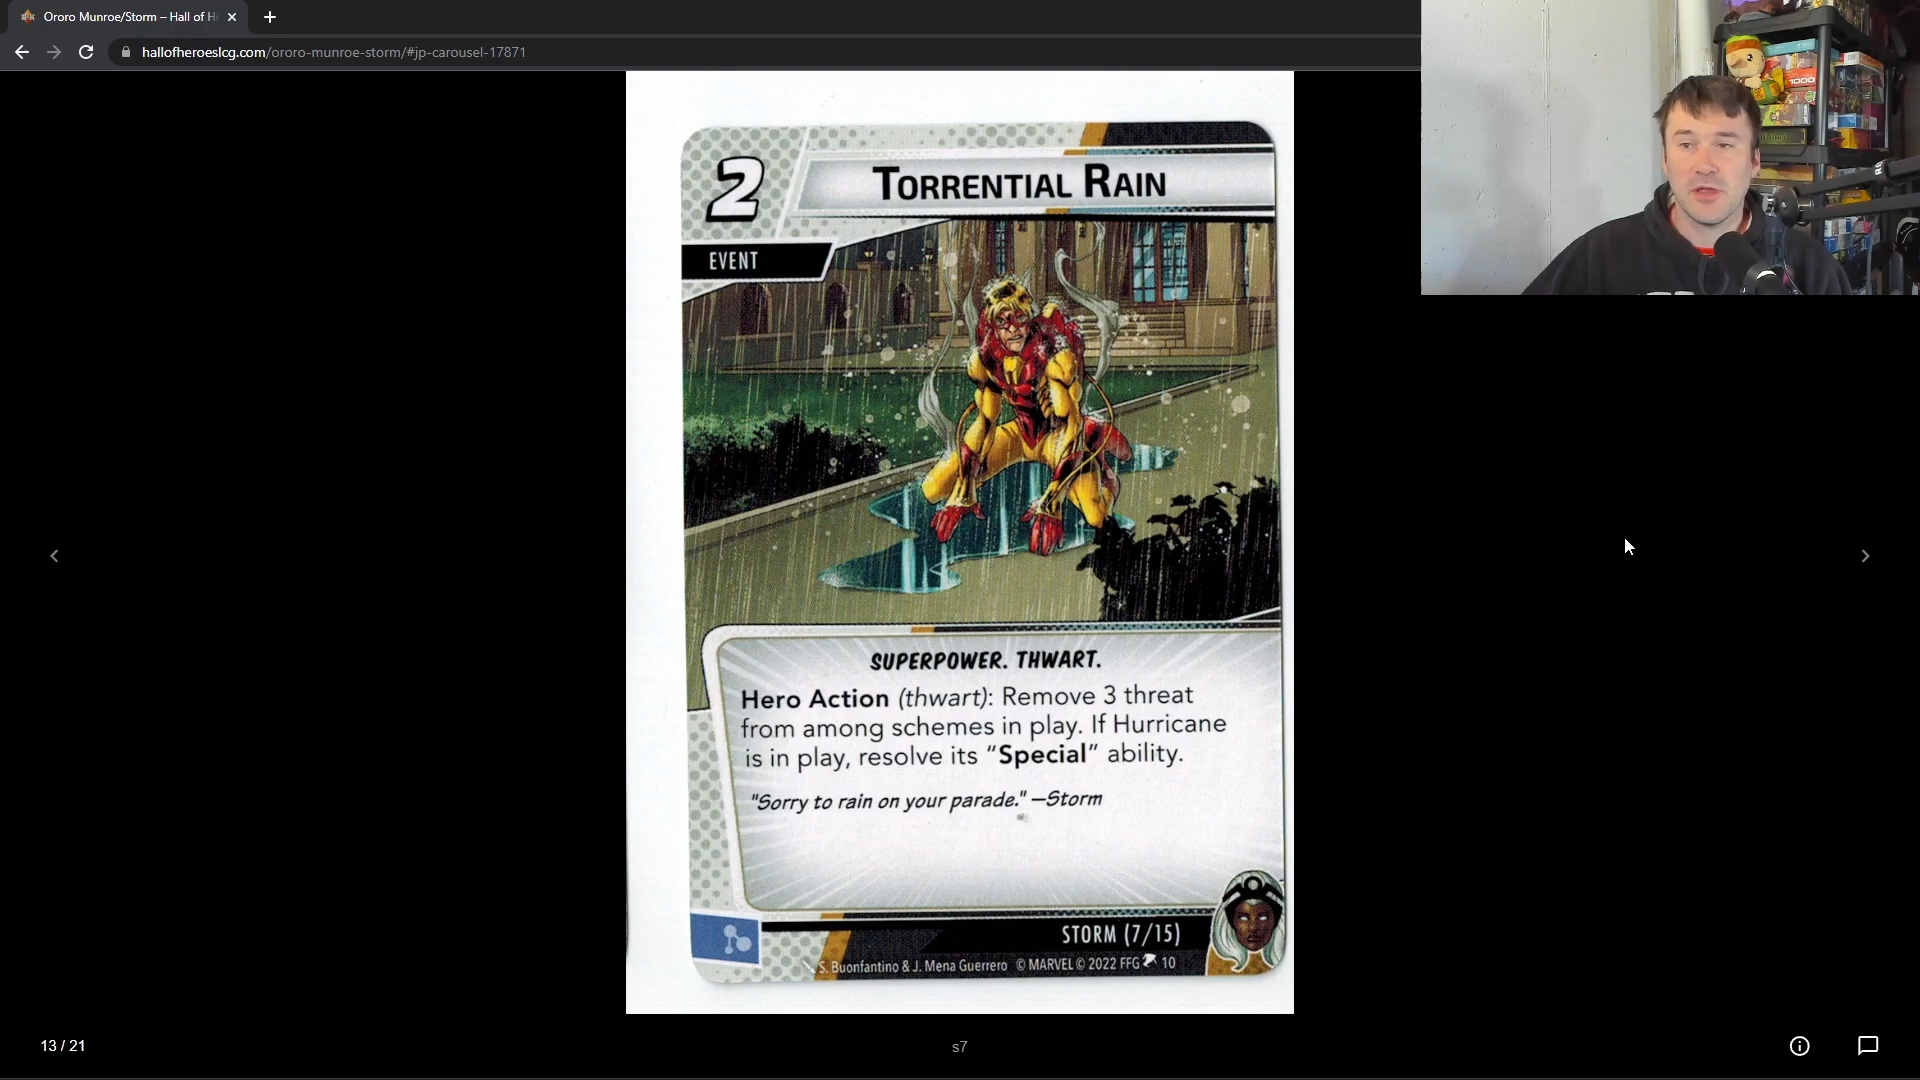 Ororo Munroe/Storm – Hall of He
hallofheroeslcg.com/ororo-munroe-storm/#jp-carousel-17871
1000
2
TORRENTIAL RAIN
EVENT
SUPERPOWER. THWART.
Hero Action (thwart): Remove 3 threat
from among schemes in play. If Hurricane
is in play, resolve its “Special” ability.
"Sorry to rain on your parade." —Storm
STORM (7/15)
S. Buonfantino & J. Mena Guerrero © MARVEL © 2022 FFG 10
13 / 21
s7